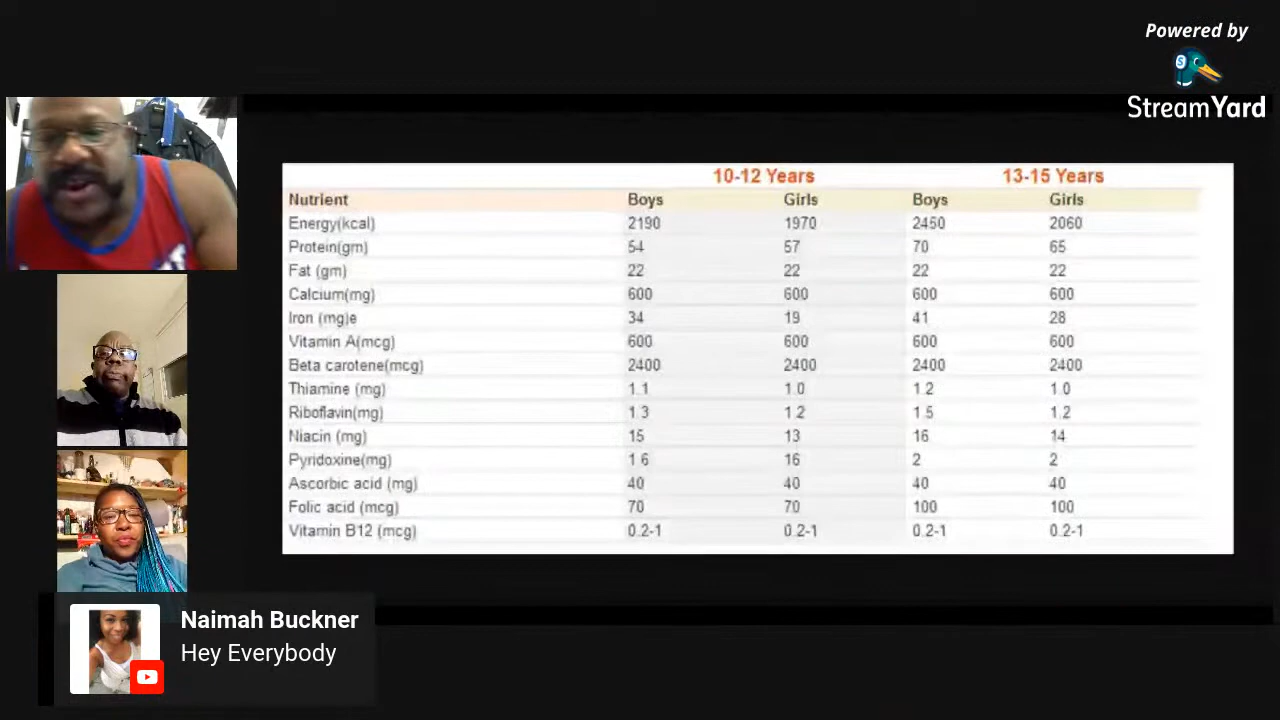 Powered by
StreamYard
10-12 Years 13-15 Years
Nutrient Boys Girls Boys Girls
Energy(kcal) 2190 1970 2450 2060
Protein(gm) 54 57 70 65
Fat (gm) 22 22 22 22
Calcium(mg) 600 600 600 600
Iron (mg)e 34 19 41 28
Vitamin A(mcg) 600 600 600 600
Beta carotene(mcg) 2400 2400 2400 2400
Thiamine (mg) 1.1 1.0 1.2 1.0
Riboflavin(mg) 1.3 1.2 1.5 1.2
Niacin (mg) 15 13 16 14
Pyridoxine(mg) 1 6 16 2 2
Ascorbic acid (mg) 40 40 40 40
Folic acid (mcg) 70 70 100 100
Vitamin B12 (mcg) 0.2-1 0.2-1 0.2-1 0.2-1
Naimah Buckner
Hey Everybody